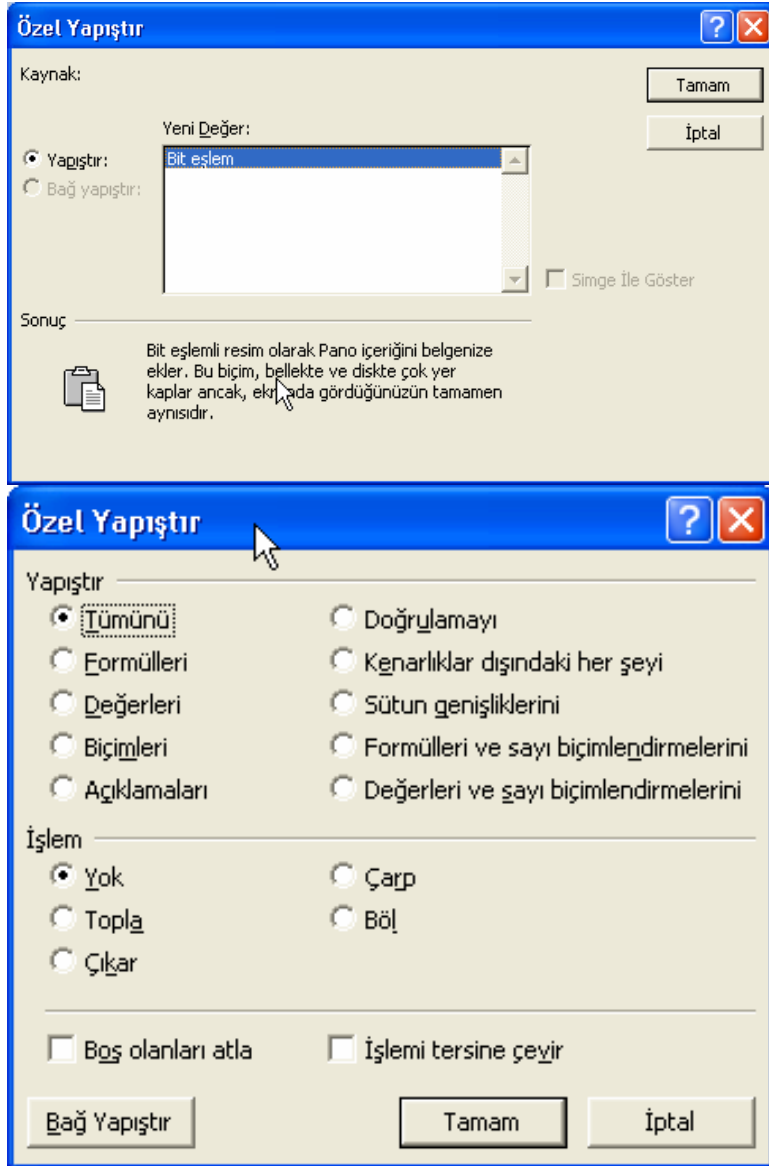 Özel Yapıştır
Kaynak:
Tamam
Yeni Değer:
İptal
Yapıştır:
Bit eşlem
Bağ yapıştır:
Simge İle Göster
Sonuç
Bit eşlemli resim olarak Pano içeriğini belgenize
ekler. Bu biçim, bellekte ve diskte çok yer
kaplar ancak, ekranda gördüğünüzün tamamen
aynısıdır.
Özel Yapıştır
Yapıştır
Tümünü
Doğrulamayı
Formülleri
Kenarlıklar dışındaki her şeyi
Değerleri
Sütun genişliklerini
Biçimleri
Formülleri ve sayı biçimlendirmelerini
Açıklamaları
Değerleri ve sayı biçimlendirmelerini
İşlem
Yok
Çarp
Topla
Böl
Çıkar
Boş olanları atla
İşlemi tersine çevir
Bağ Yapıştır
Tamam
İptal